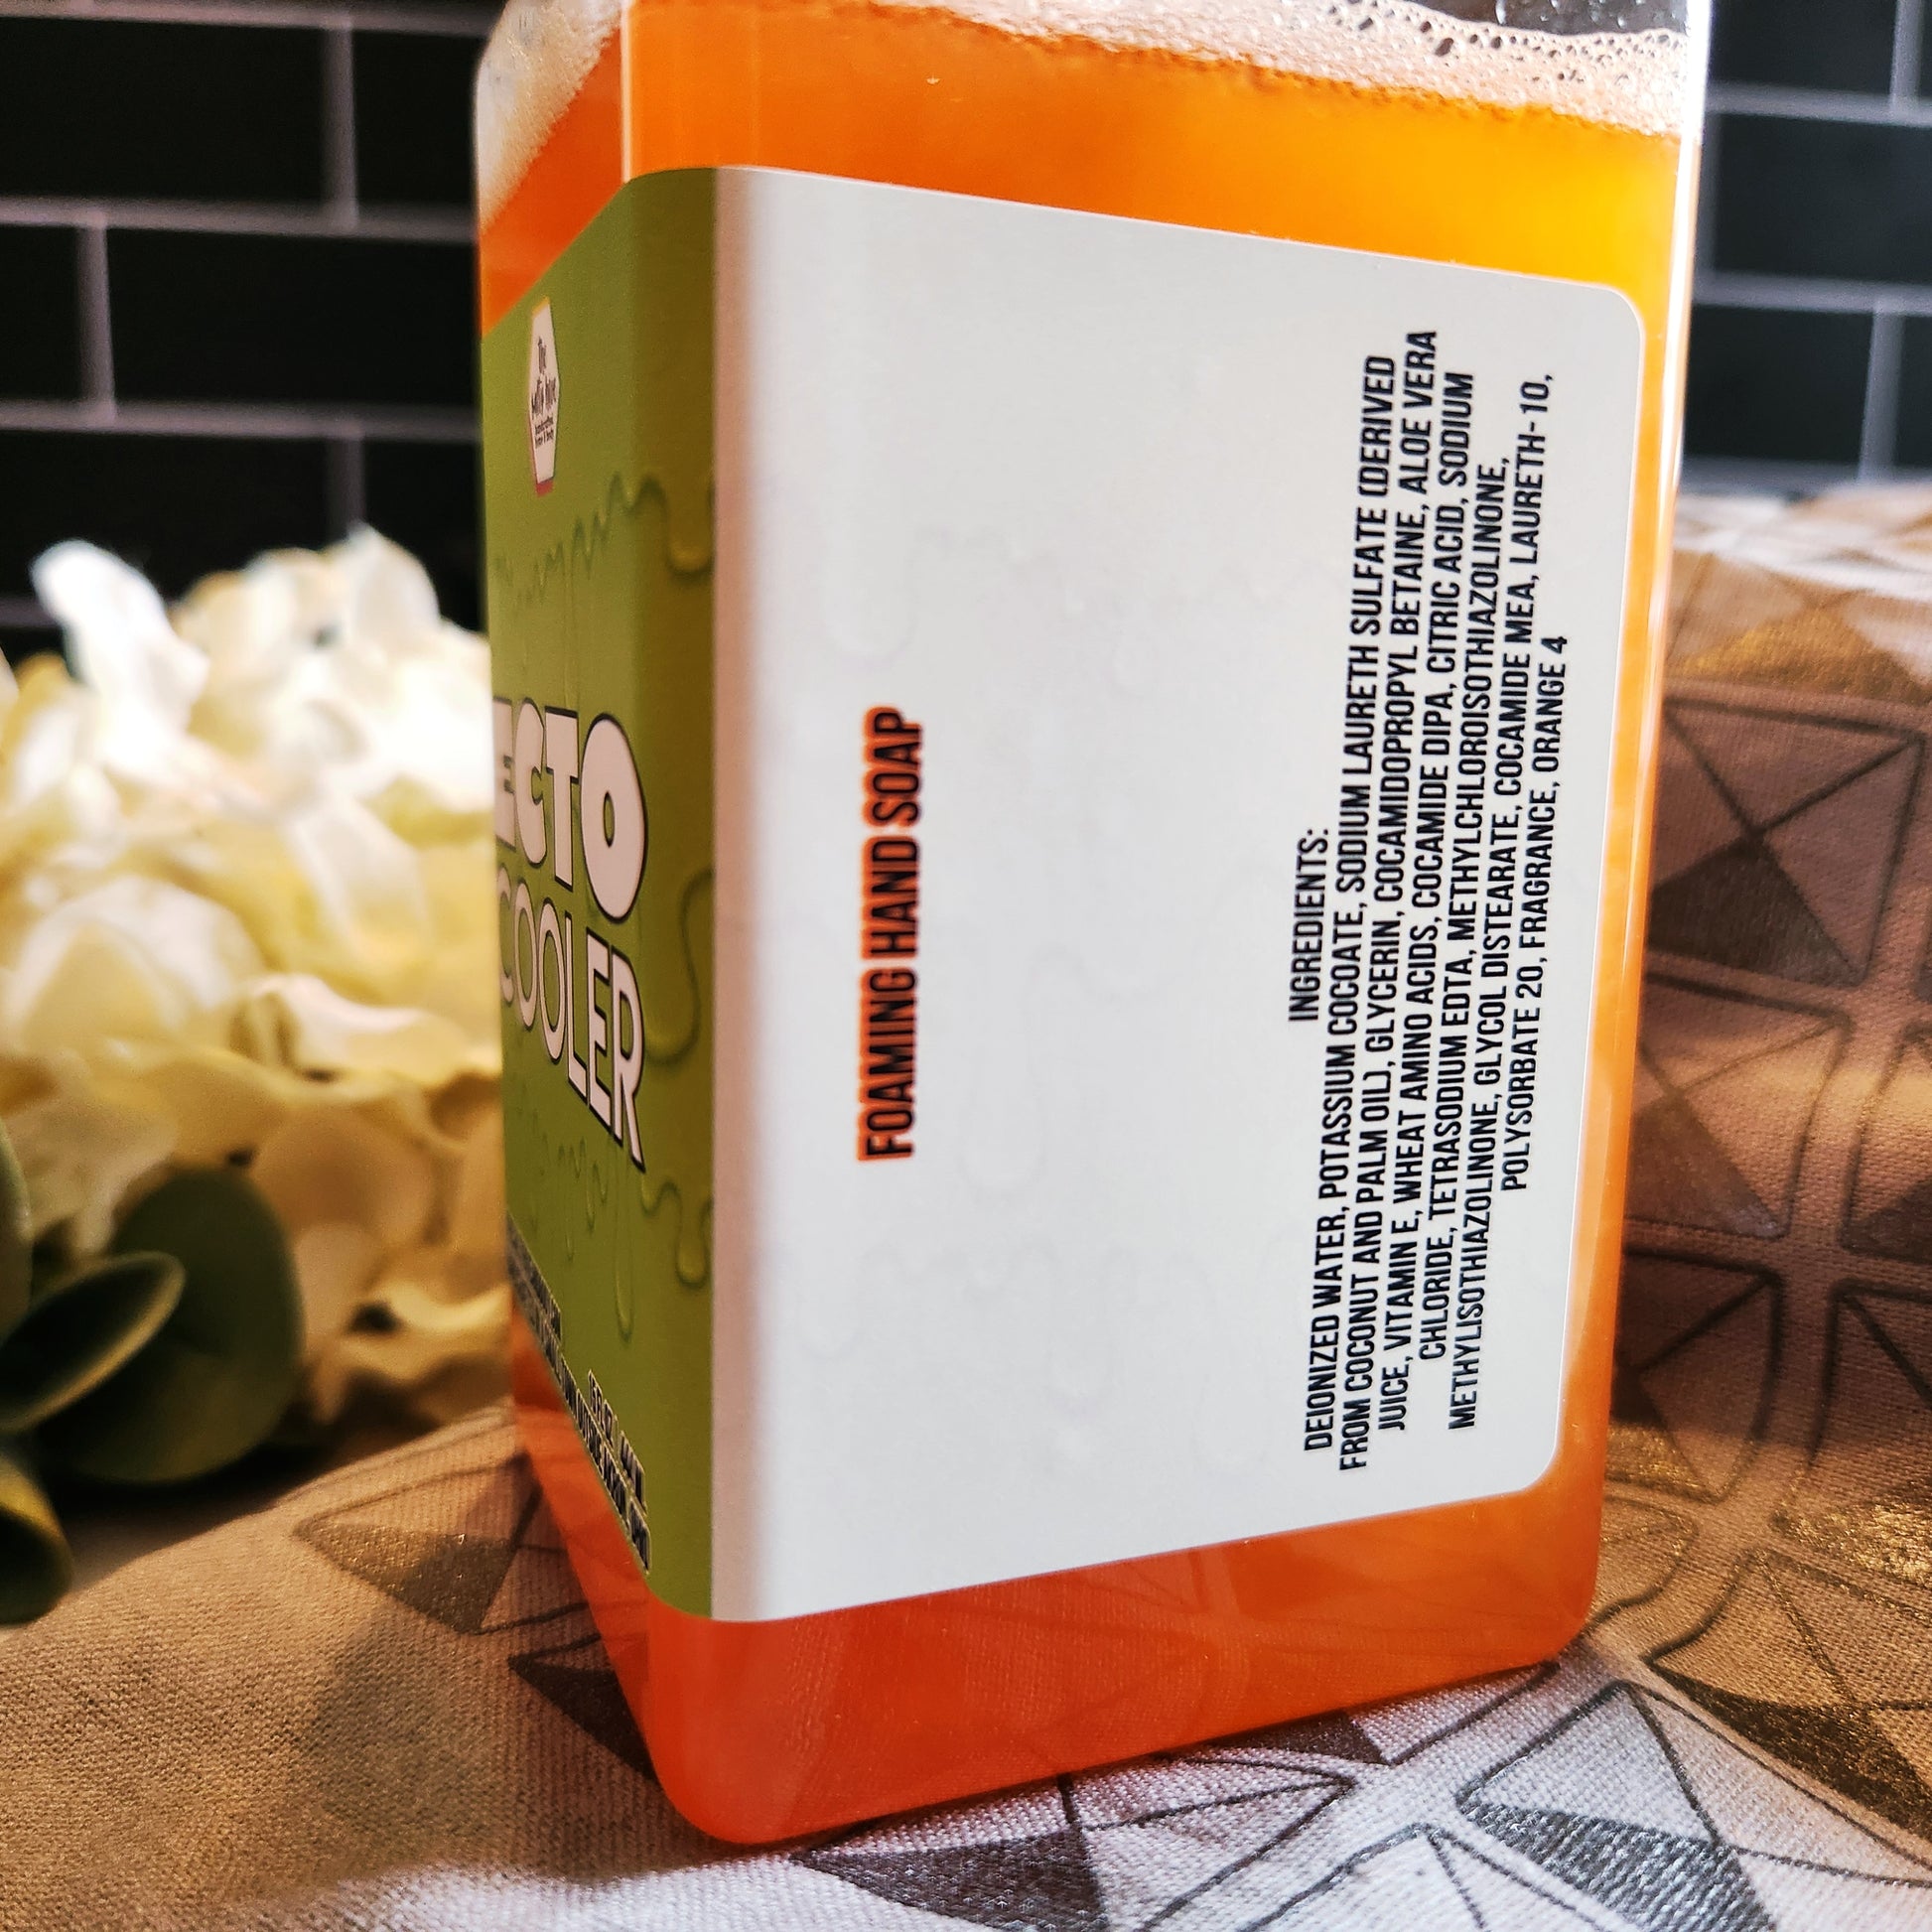 The
ECTO
COOLER
FOAMING HAND SOAP
INGREDIENTS:
DEIONIZED WATER, POTASSIUM COCOATE, SODIUM LAURETH SULFATE (DERIVED
FROM COCONUT AND PALM OIL), GLYCERIN, COCAMIDOPROPYL BETAINE, ALOE VERA
JUICE, VITAMIN E, WHEAT AMINO ACIDS, COCAMIDE DIPA, CITRIC ACID, SODIUM
CHLORIDE, TETRASODIUM EDTA, METHYLCHLOROISOTHIAZOLINONE,
METHYLISOTHIAZOLINONE, GLYCOL DISTEARATE, COCAMIDE MEA, LAURETH-10,
POLYSORBATE 20, FRAGRANCE, ORANGE 4